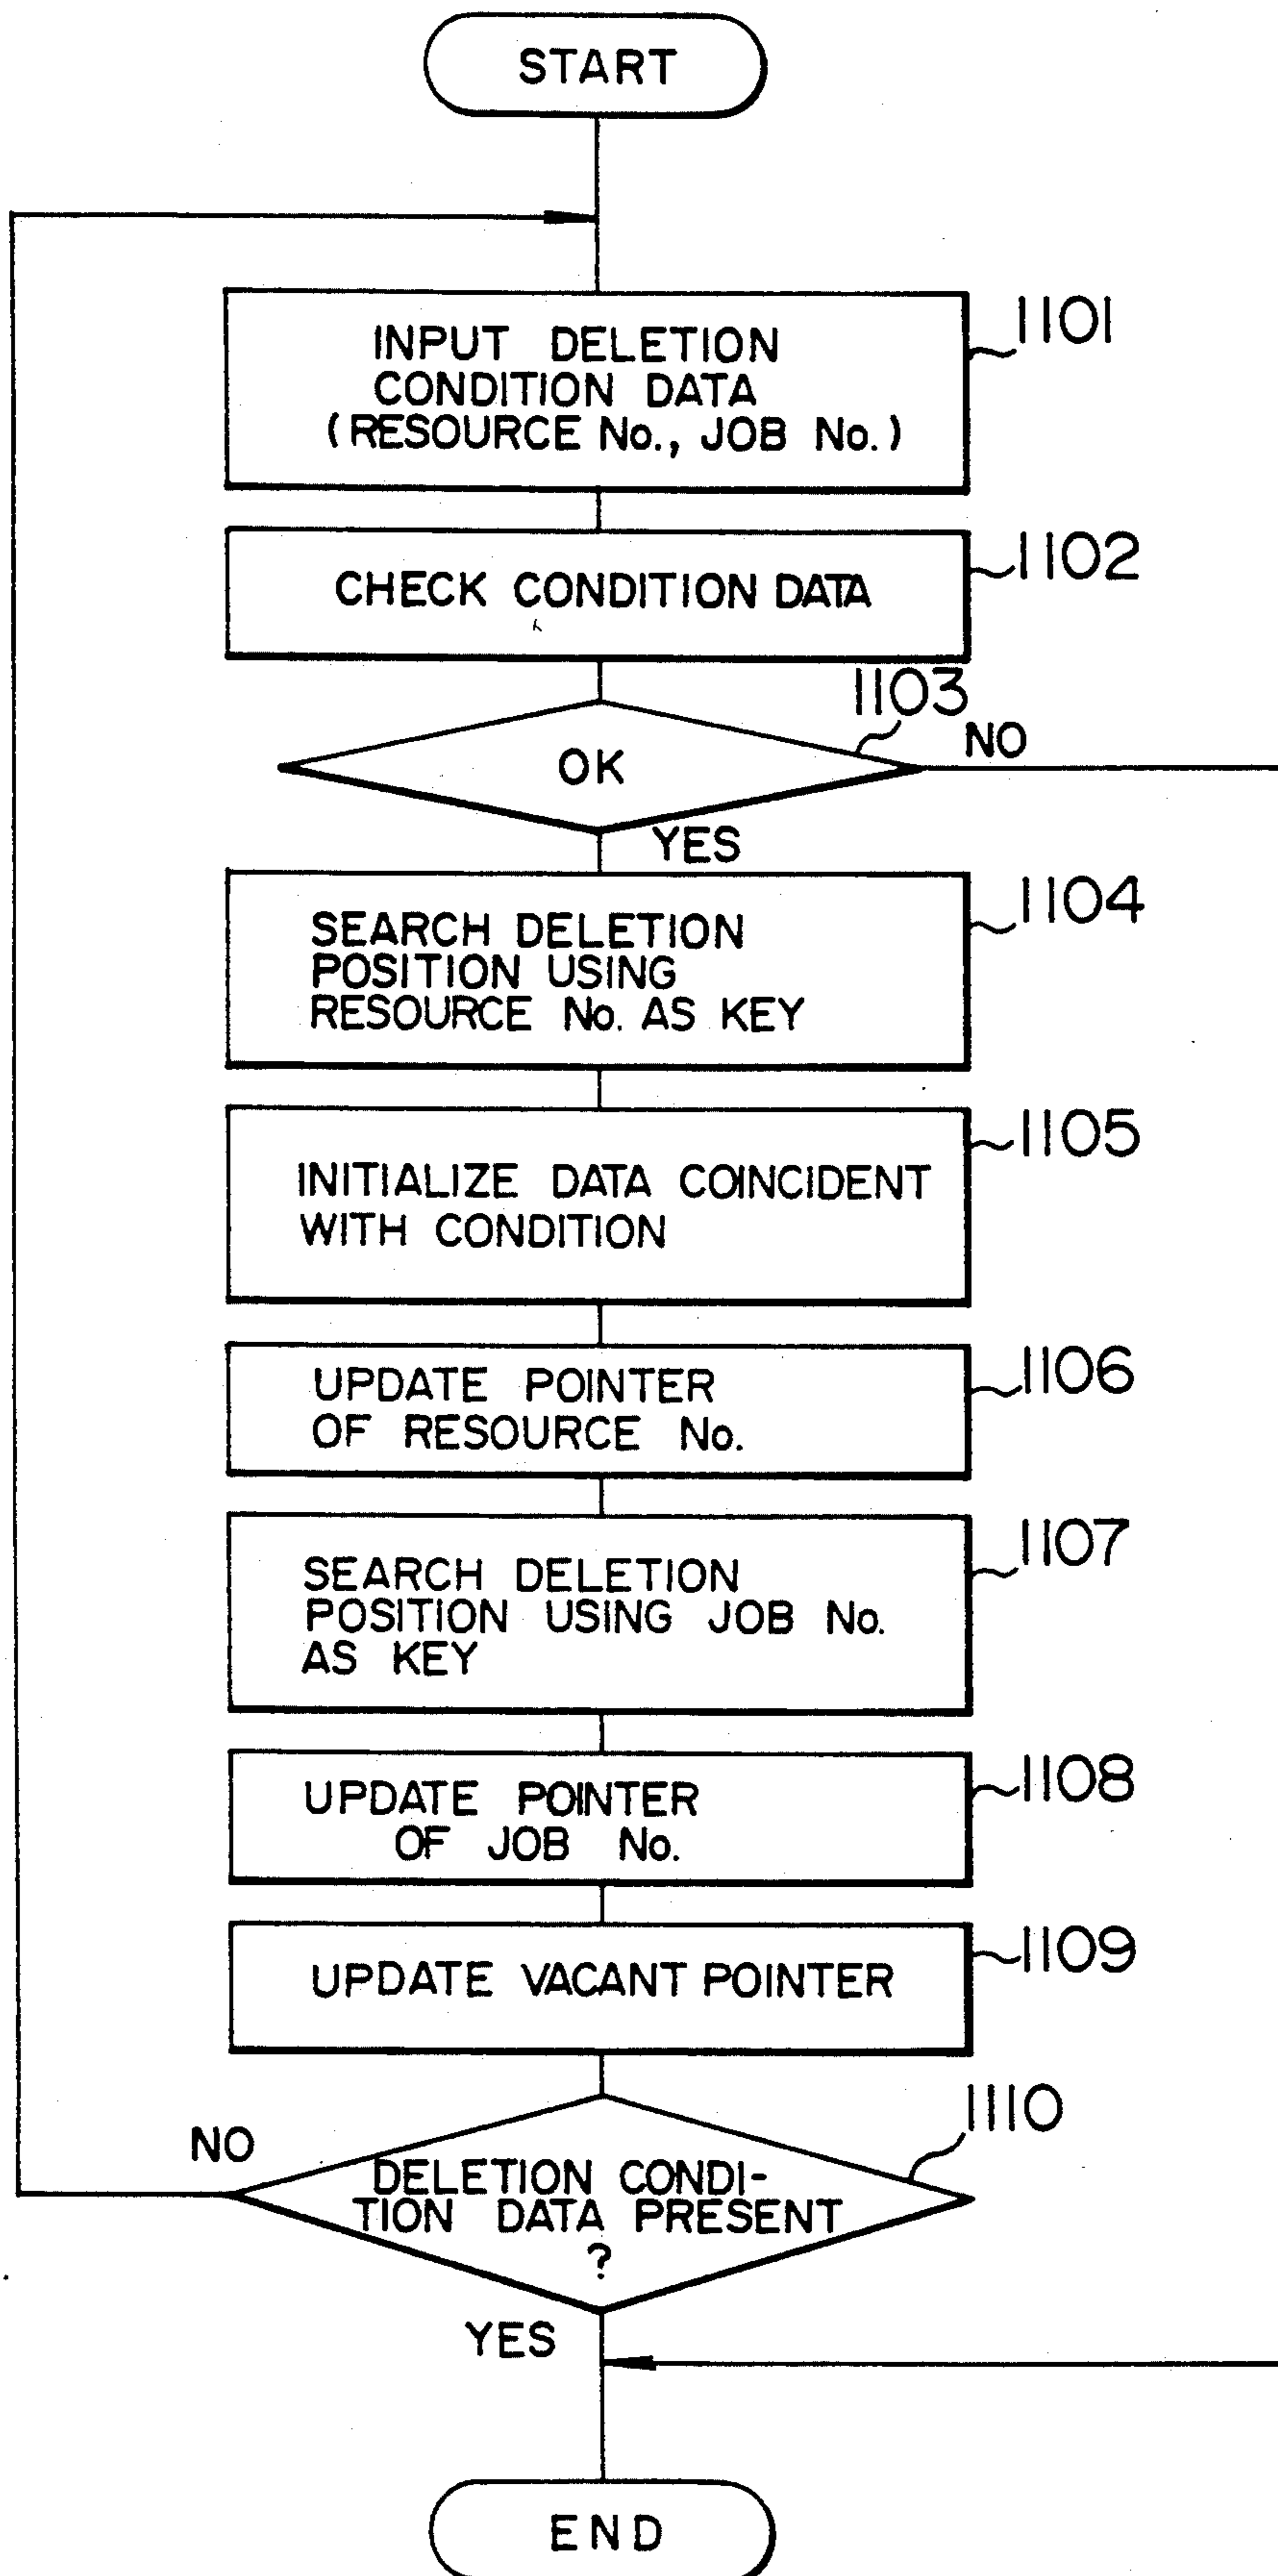 START
INPUT DELETION
CONDITION DATA
(RESOURCE No., JOB No.)
1101
CHECK CONDITION DATA
1102
1103
OK
NO
YES
SEARCH DELETION
POSITION USING
RESOURCE No. AS KEY
1104
INITIALIZE DATA COINCIDENT
WITH CONDITION
1105
UPDATE POINTER
OF RESOURCE No.
1106
SEARCH DELETION
POSITION USING JOB No.
AS KEY
1107
UPDATE POINTER
OF JOB No.
1108
UPDATE VACANT POINTER
1109
1110
NO
DELETION CONDI-
TION DATA PRESENT
?
YES
END